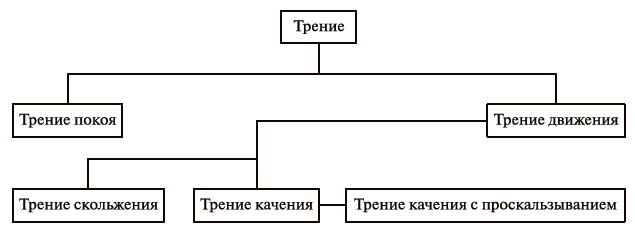 Трение
Трение покоя
Трение движения
Трение скольжения
Трение качения
Трение качения с проскальзыванием